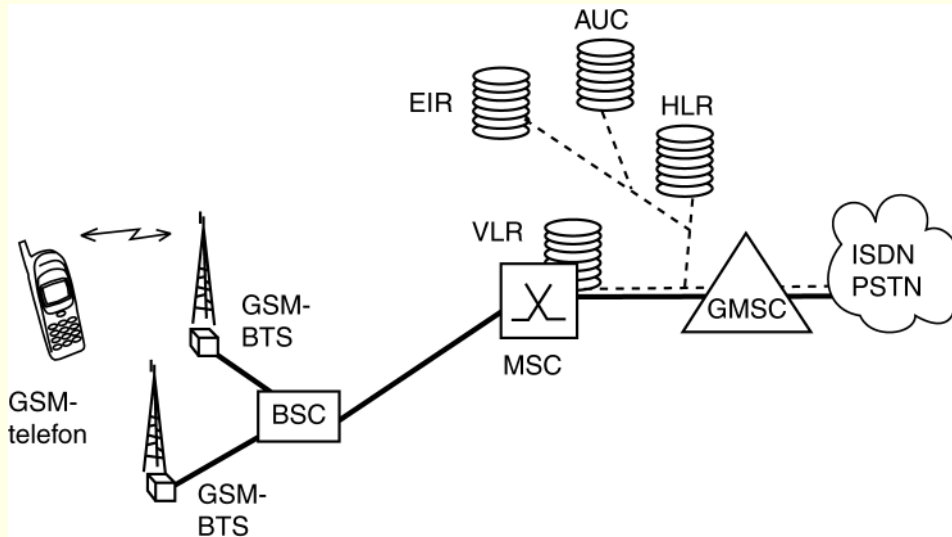 AUC
EIR
HLR
VLR
ISDN
PSTN
GMSC
MSC
GSM-
BTS
BSC
GSM-
telefon
GSM-
BTS